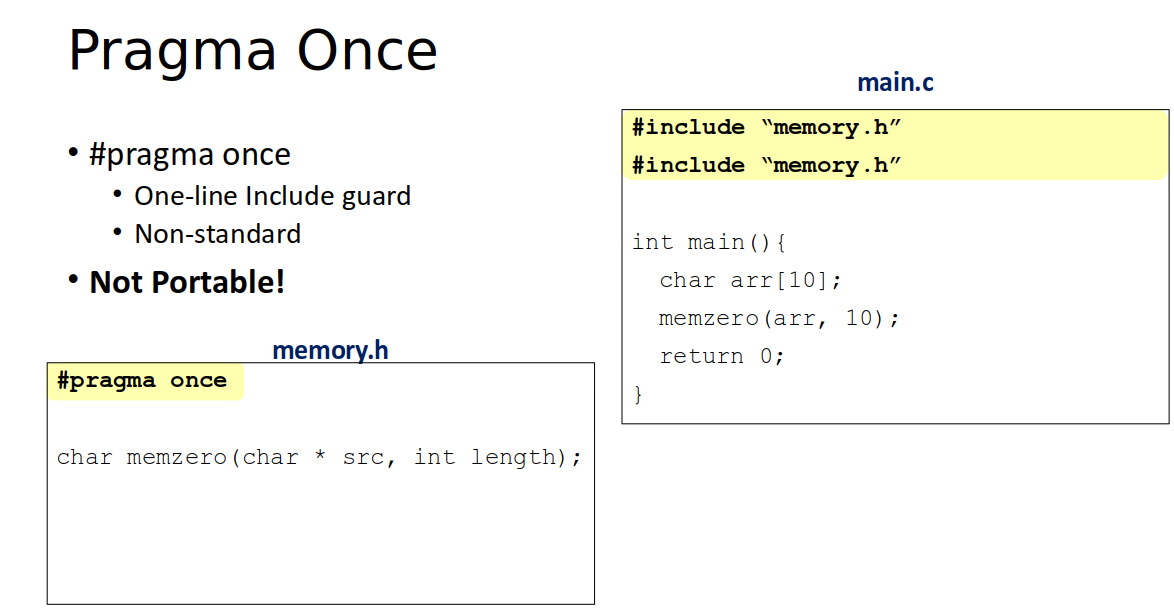 Pragma Once
• #pragma once
• One-line Include guard
• Non-standard
• Not Portable!
memory.h
#pragma once
char memzero(char * src, int length);
main.c
#include “memory.h”
#include “memory.h”
int main(){
char arr[10];
memzero(arr, 10);
return 0;
}